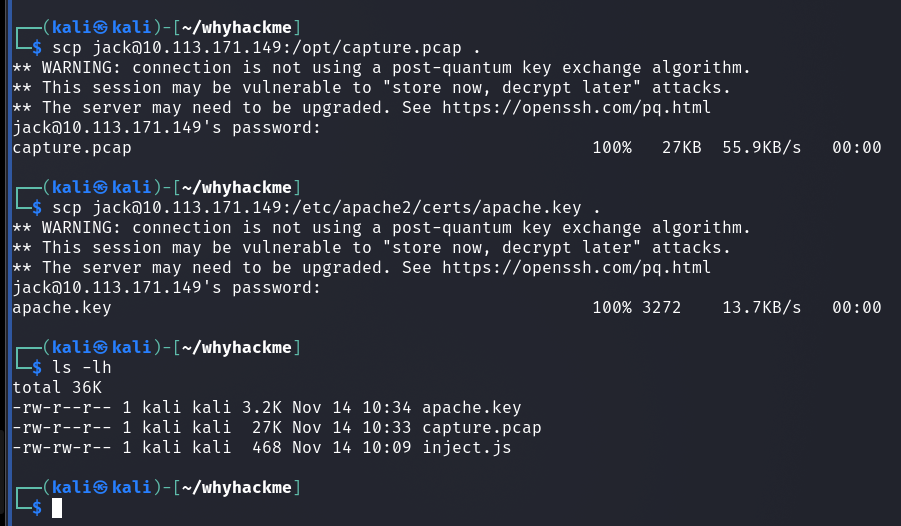 ┌──(kali㉿kali)-[~/whyhackme]
└─$ scp jack@10.113.171.149:/opt/capture.pcap .
** WARNING: connection is not using a post-quantum key exchange algorithm.
** This session may be vulnerable to "store now, decrypt later" attacks.
** The server may need to be upgraded. See https://openssh.com/pq.html
jack@10.113.171.149's password:
capture.pcap 100% 27KB 55.9KB/s 00:00
┌──(kali㉿kali)-[~/whyhackme]
└─$ scp jack@10.113.171.149:/etc/apache2/certs/apache.key .
** WARNING: connection is not using a post-quantum key exchange algorithm.
** This session may be vulnerable to "store now, decrypt later" attacks.
** The server may need to be upgraded. See https://openssh.com/pq.html
jack@10.113.171.149's password:
apache.key 100% 3272 13.7KB/s 00:00
┌──(kali㉿kali)-[~/whyhackme]
└─$ ls -lh
total 36K
-rw-r--r-- 1 kali kali 3.2K Nov 14 10:34 apache.key
-rw-r--r-- 1 kali kali  27K Nov 14 10:33 capture.pcap
-rw-rw-r-- 1 kali kali  468 Nov 14 10:09 inject.js
┌──(kali㉿kali)-[~/whyhackme]
└─$